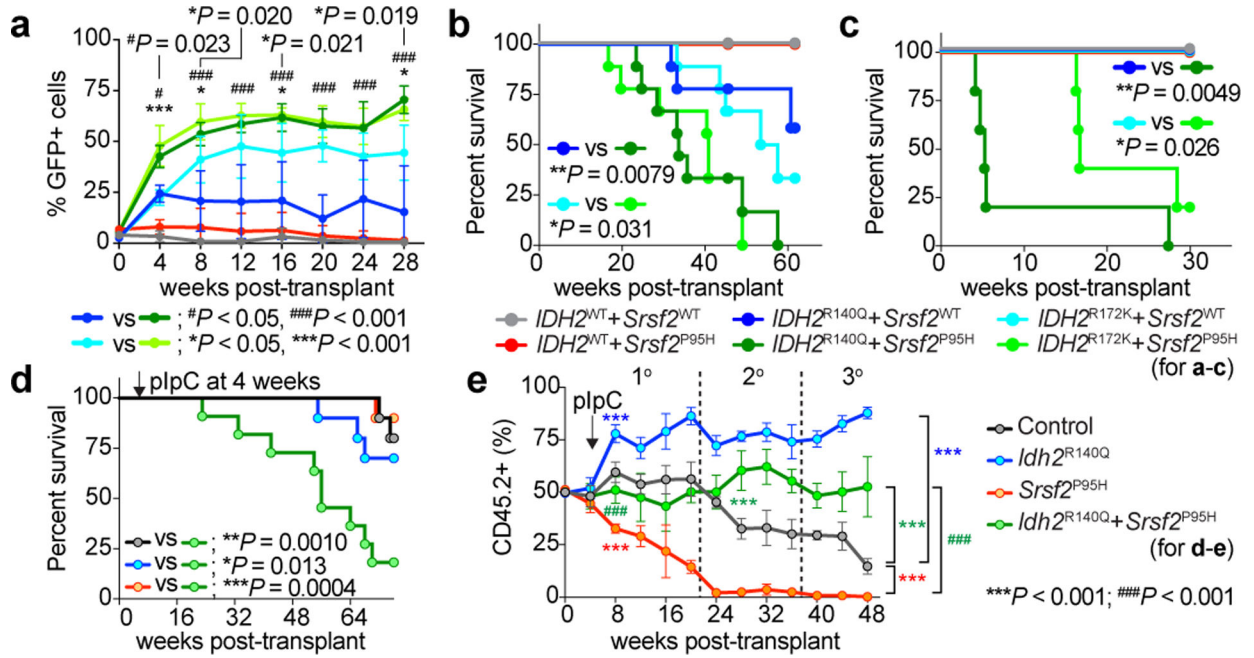 a
*P = 0.020
*P = 0.019
#P = 0.023
*P = 0.021
% GFP+ cells
100
75
50
25
0
#
***
###
*
###
###
*
###
###
###
*
0 4 8 12 16 20 24 28
weeks post-transplant
vs ; #P < 0.05, ###P < 0.001
vs ; *P < 0.05, ***P < 0.001
b
Percent survival
100
75
50
25
0
vs
**P = 0.0079
vs
*P = 0.031
0 20 40 60
weeks post-transplant
c
Percent survival
100
75
50
25
0
vs
**P = 0.0049
vs
*P = 0.026
0 10 20 30
weeks post-transplant
IDH2WT+Srsf2WT
IDH2R140Q+Srsf2WT
IDH2R172K+Srsf2WT
IDH2WT+Srsf2P95H
IDH2R140Q+Srsf2P95H
IDH2R172K+Srsf2P95H
(for a-c)
d
pIpC at 4 weeks
Percent survival
100
75
50
25
0
vs ; **P = 0.0010
vs ; *P = 0.013
vs ; ***P = 0.0004
0 16 32 48 64
weeks post-transplant
e
1o 2o 3o
pIpC
CD45.2+ (%)
100
75
50
25
0
***
###
***
***
0 8 16 24 32 40 48
weeks post-transplant
***
***
###
***
Control
Idh2R140Q
Srsf2P95H
Idh2R140Q+Srsf2P95H
(for d-e)
***P < 0.001; ###P < 0.001